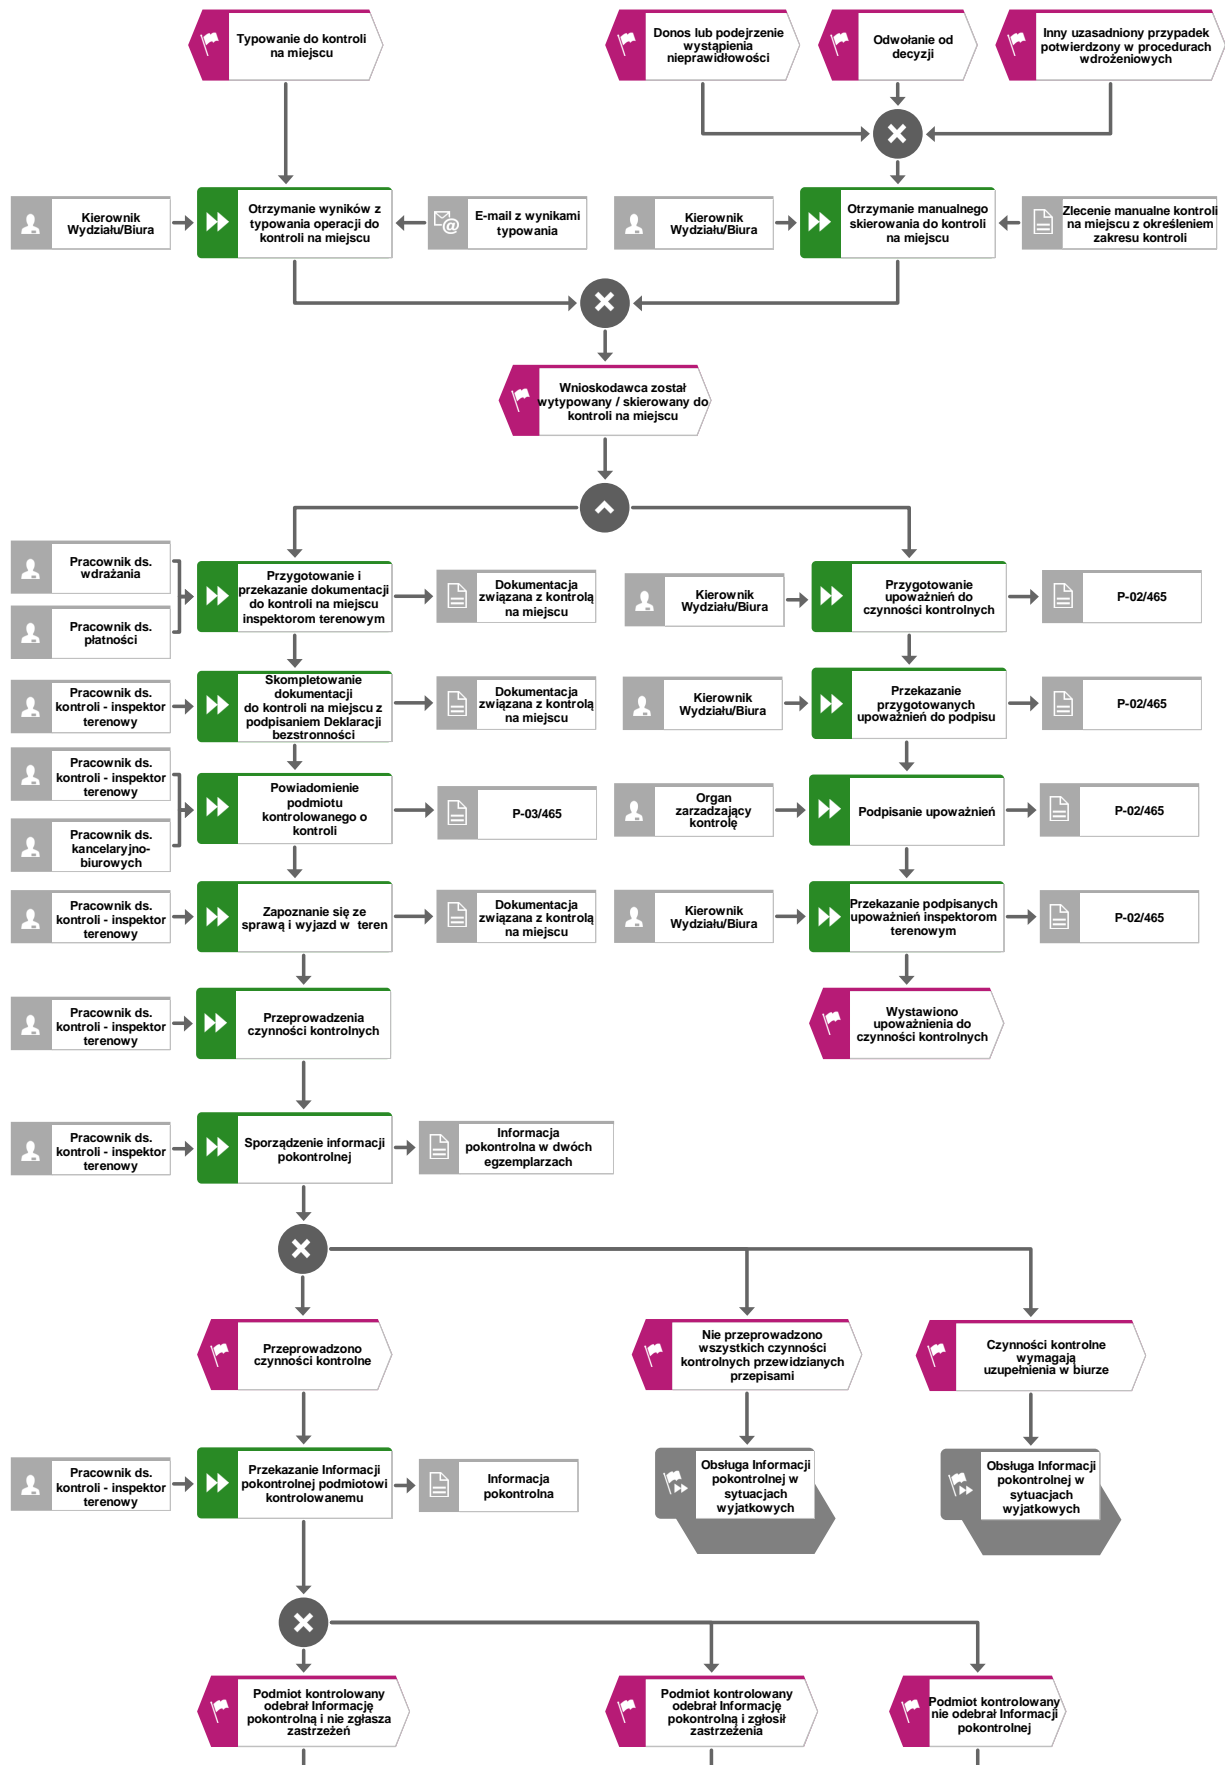 Typowanie do kontroli
na miejscu
Donos lub podejrzenie
wystąpienia
nieprawidłowości
Odwołanie od
decyzji
Inny uzasadniony przypadek
potwierdzony w procedurach
wdrożeniowych
Kierownik
Wydziału/Biura
Otrzymanie wyników z
typowania operacji do
kontroli na miejscu
E-mail z wynikami
typowania
Kierownik
Wydziału/Biura
Otrzymanie manualnego
skierowania do kontroli
na miejscu
Zlecenie manualne kontroli
na miejscu z określeniem
zakresu kontroli
Wnioskodawca został
wytypowany / skierowany do
kontroli na miejscu
Pracownik ds.
wdrażania
Pracownik ds.
płatności
Przygotowanie i
przekazanie dokumentacji
do kontroli na miejscu
inspektorom terenowym
Dokumentacja
związana z kontrolą
na miejscu
Kierownik
Wydziału/Biura
Przygotowanie
upoważnień do
czynności kontrolnych
P-02/465
Pracownik ds.
kontroli - inspektor
terenowy
Skompletowanie
dokumentacji
do kontroli na miejscu z
podpisaniem Deklaracji
bezstronności
Dokumentacja
związana z kontrolą
na miejscu
Kierownik
Wydziału/Biura
Przekazanie
przygotowanych
upoważnień do podpisu
P-02/465
Pracownik ds.
kontroli - inspektor
terenowy
Pracownik ds.
kancelaryjno-
biurowych
Powiadomienie
podmiotu
kontrolowanego o
kontroli
P-03/465
Organ
zarzadzający
kontrolę
Podpisanie upoważnień
P-02/465
Pracownik ds.
kontroli - inspektor
terenowy
Zapoznanie się ze
sprawą i wyjazd w teren
Dokumentacja
związana z kontrolą
na miejscu
Kierownik
Wydziału/Biura
Przekazanie podpisanych
upoważnień inspektorom
terenowym
P-02/465
Pracownik ds.
kontroli - inspektor
terenowy
Przeprowadzenia
czynności kontrolnych
Wystawiono
upoważnienia do
czynności kontrolnych
Pracownik ds.
kontroli - inspektor
terenowy
Sporządzenie informacji
pokontrolnej
Informacja
pokontrolna w dwóch
egzemplarzach
Przeprowadzono
czynności kontrolne
Nie przeprowadzono
wszystkich czynności
kontrolnych przewidzianych
przepisami
Czynności kontrolne
wymagają
uzupełnienia w biurze
Pracownik ds.
kontroli - inspektor
terenowy
Przekazanie Informacji
pokontrolnej podmiotowi
kontrolowanemu
Informacja
pokontrolna
Obsługa Informacji
pokontrolnej w
sytuacjach
wyjatkowych
Obsługa Informacji
pokontrolnej w
sytuacjach
wyjatkowych
Podmiot kontrolowany
odebrał Informację
pokontrolną i nie zgłasza
zastrzeżeń
Podmiot kontrolowany
odebrał Informację
pokontrolną i zgłosił
zastrzeżenia
Podmiot kontrolowany
nie odebrał Informacji
pokontrolnej